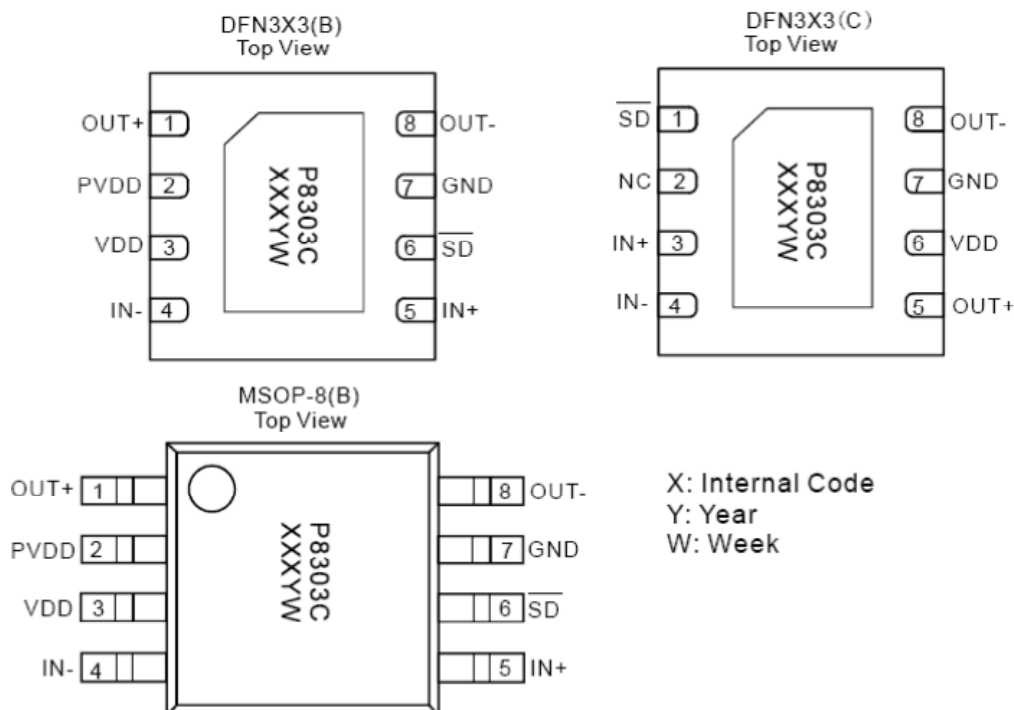 DFN3X3(B)
Top View
OUT+ 1
PVDD 2
VDD 3
IN- 4
8 OUT-
7 GND
6 S̅D̅
5 IN+
P8303C
XXXYW
DFN3X3(C)
Top View
S̅D̅ 1
NC 2
IN+ 3
IN- 4
8 OUT-
7 GND
6 VDD
5 OUT+
P8303C
XXXYW
MSOP-8(B)
Top View
OUT+ 1
PVDD 2
VDD 3
IN- 4
8 OUT-
7 GND
6 S̅D̅
5 IN+
P8303C
XXXYW
X: Internal Code
Y: Year
W: Week